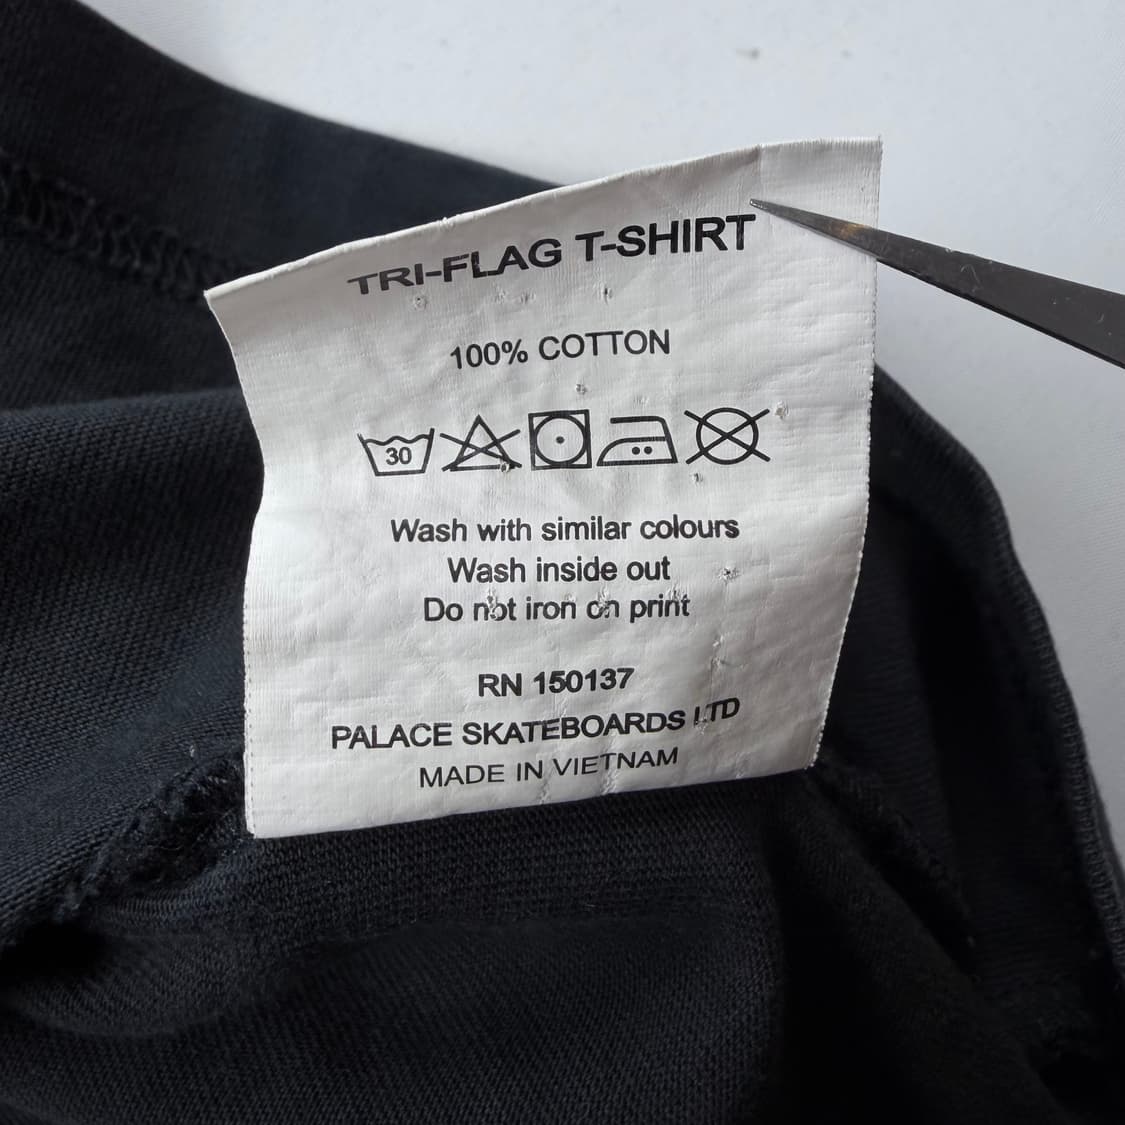 TRI-FLAG T-SHIRT
100% COTTON
30
Wash with similar colours
Wash inside out
Do not iron on print
RN 150137
PALACE SKATEBOARDS LTD
MADE IN VIETNAM